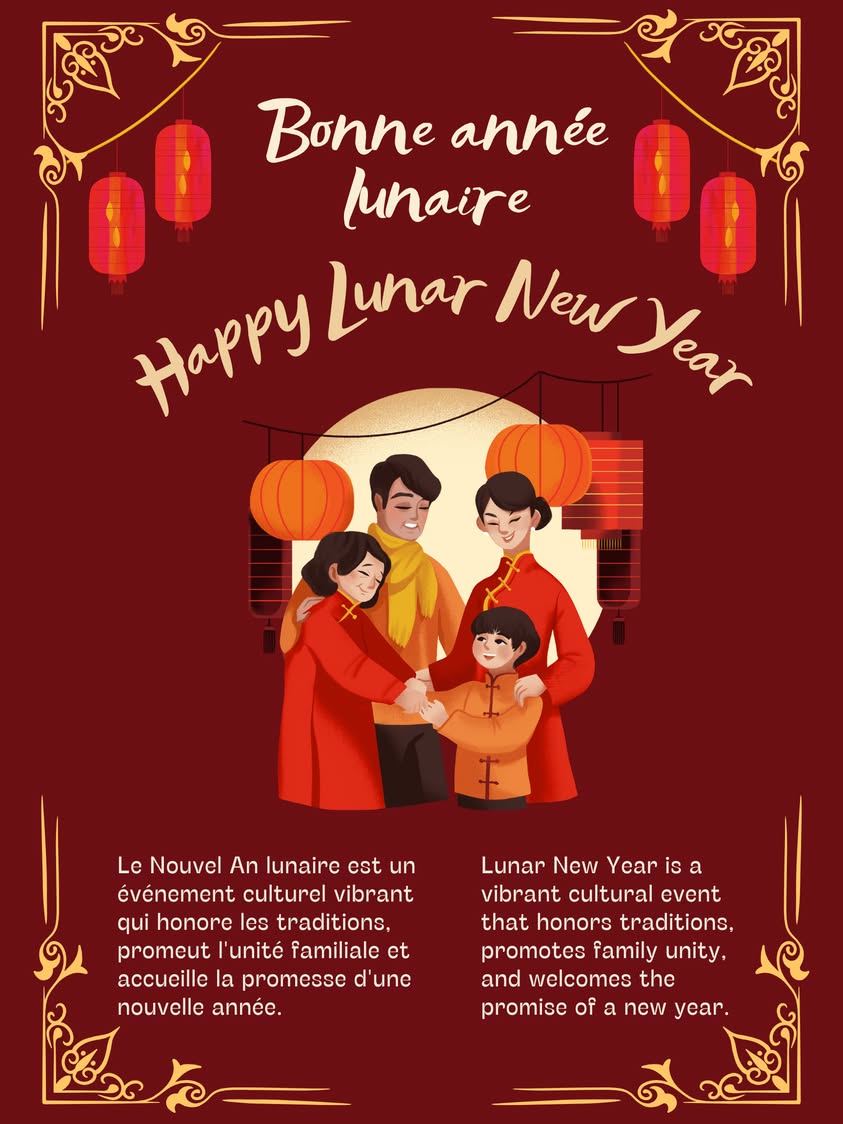 Bonne année
lunaire
Happy Lunar New Year
Le Nouvel An lunaire est un
événement culturel vibrant
qui honore les traditions,
promeut l'unité familiale et
accueille la promesse d'une
nouvelle année.
Lunar New Year is a
vibrant cultural event
that honors traditions,
promotes family unity,
and welcomes the
promise of a new year.